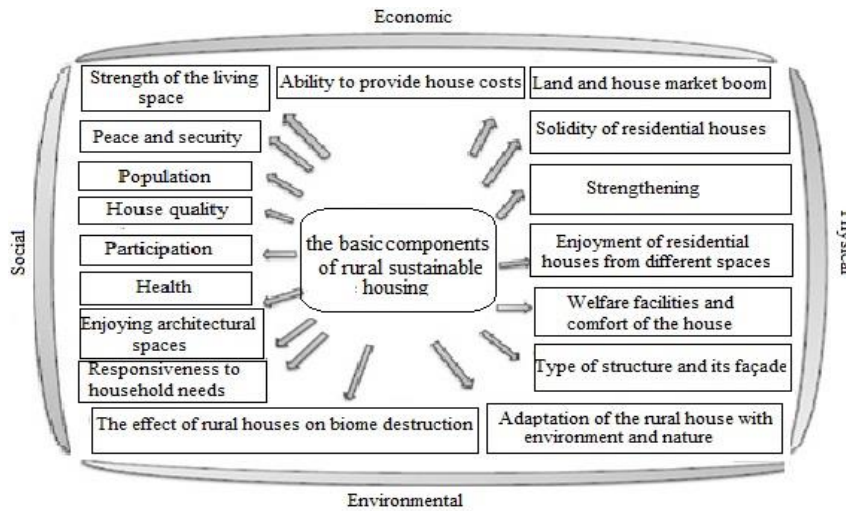 Economic
Strength of the living
space
Ability to provide house costs
Land and house market boom
Peace and security
Solidity of residential houses
Population
Strengthening
House quality
Social
Physical
the basic components
of rural sustainable
housing
Participation
Enjoyment of residential
houses from different spaces
Health
Welfare facilities and
comfort of the house
Enjoying architectural
spaces
Type of structure and its façade
Responsiveness to
household needs
The effect of rural houses on biome destruction
Adaptation of the rural house with
environment and nature
Environmental